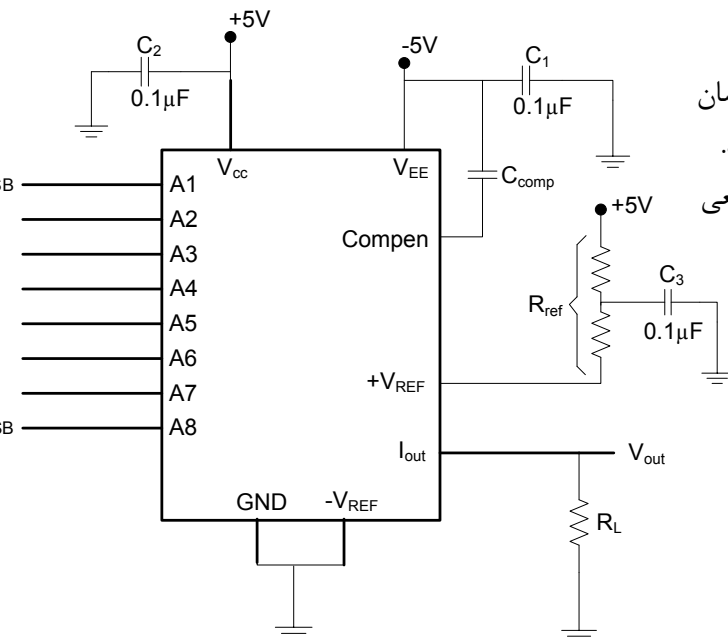 +5V
-5V
C2
0.1μF
C1
0.1μF
Vcc
VEE
Ccomp
A1
A2
A3
A4
A5
A6
A7
A8
Compen
+5V
Rref
C3
0.1μF
+VREF
Iout
Vout
GND
-VREF
RL